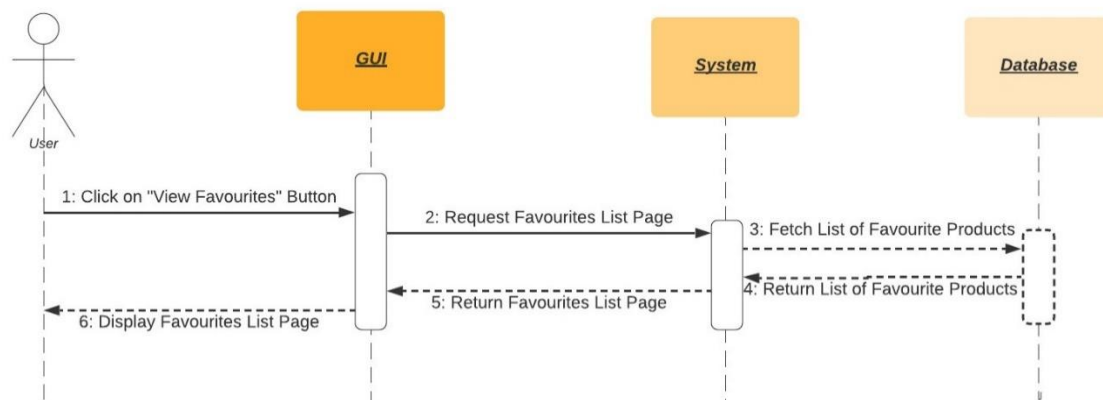 GUI
System
Database
User
1: Click on "View Favourites" Button
2: Request Favourites List Page
3: Fetch List of Favourite Products
4: Return List of Favourite Products
5: Return Favourites List Page
6: Display Favourites List Page